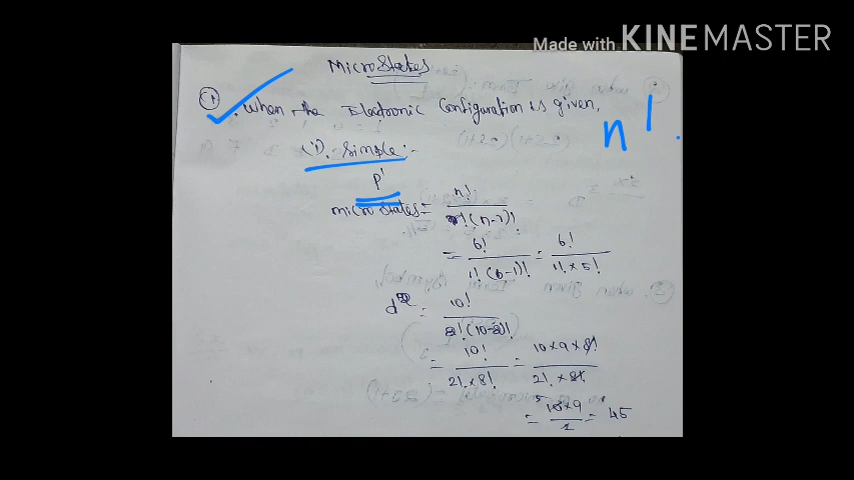 Made with KINEMASTER
Microstates
① . When the Electronic Configuration is given,
n!
(i). Simple:-
p¹
microstates = n! / r!(n-r)!
= 6! / 1!(6-1)! = 6! / 1! × 5!
d² = 10! / 2!(10-2)!
= 10! / 2! × 8! = 10×9×8! / 2! × 8!
= 10×9 / 2 = 45